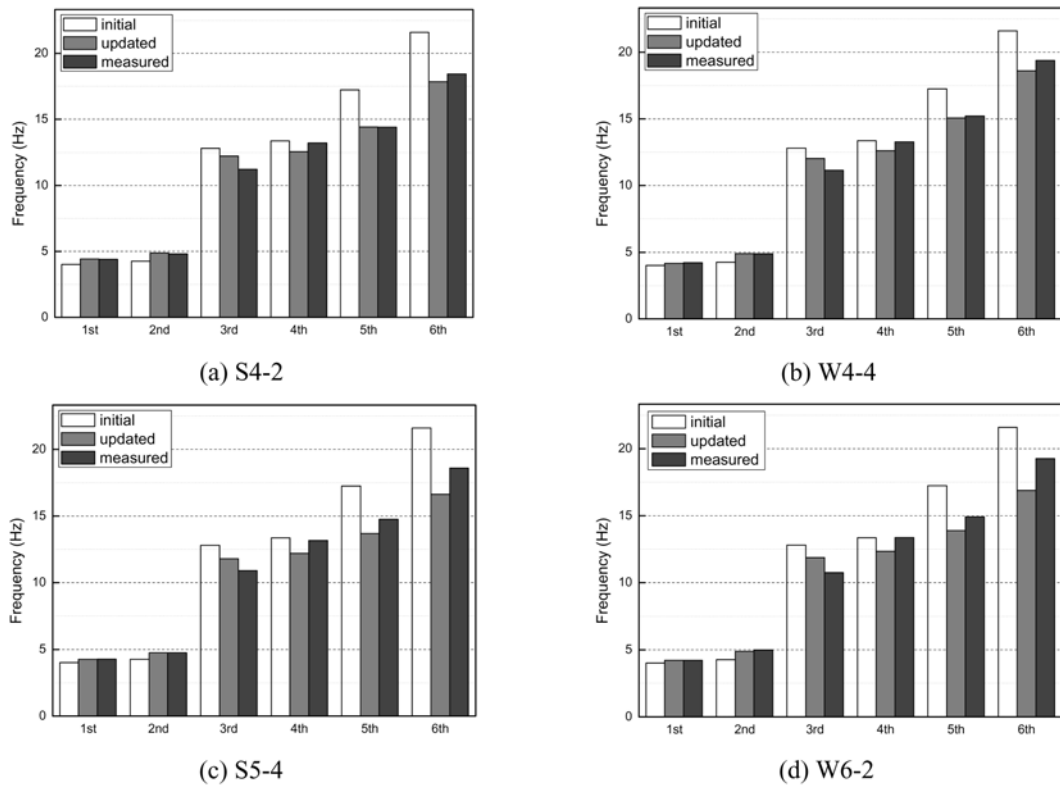 initial
updated
measured
Frequency (Hz)
20
15
10
5
0
1st 2nd 3rd 4th 5th 6th
(a) S4-2
initial
updated
measured
Frequency (Hz)
20
15
10
5
0
1st 2nd 3rd 4th 5th 6th
(b) W4-4
initial
updated
measured
Frequency (Hz)
20
15
10
5
0
1st 2nd 3rd 4th 5th 6th
(c) S5-4
initial
updated
measured
Frequency (Hz)
20
15
10
5
0
1st 2nd 3rd 4th 5th 6th
(d) W6-2